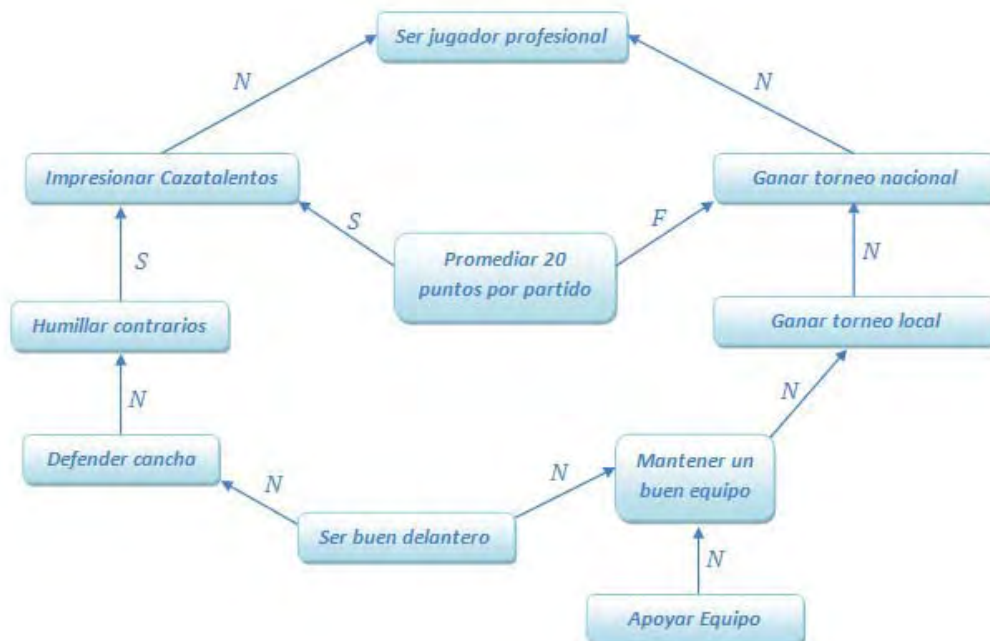 Ser jugador profesional
N
N
Impresionar Cazatalentos
Ganar torneo nacional
S
F
Promediar 20
puntos por partido
S
N
Humillar contrarios
Ganar torneo local
N
N
Defender cancha
Mantener un
buen equipo
N
N
Ser buen delantero
N
Apoyar Equipo